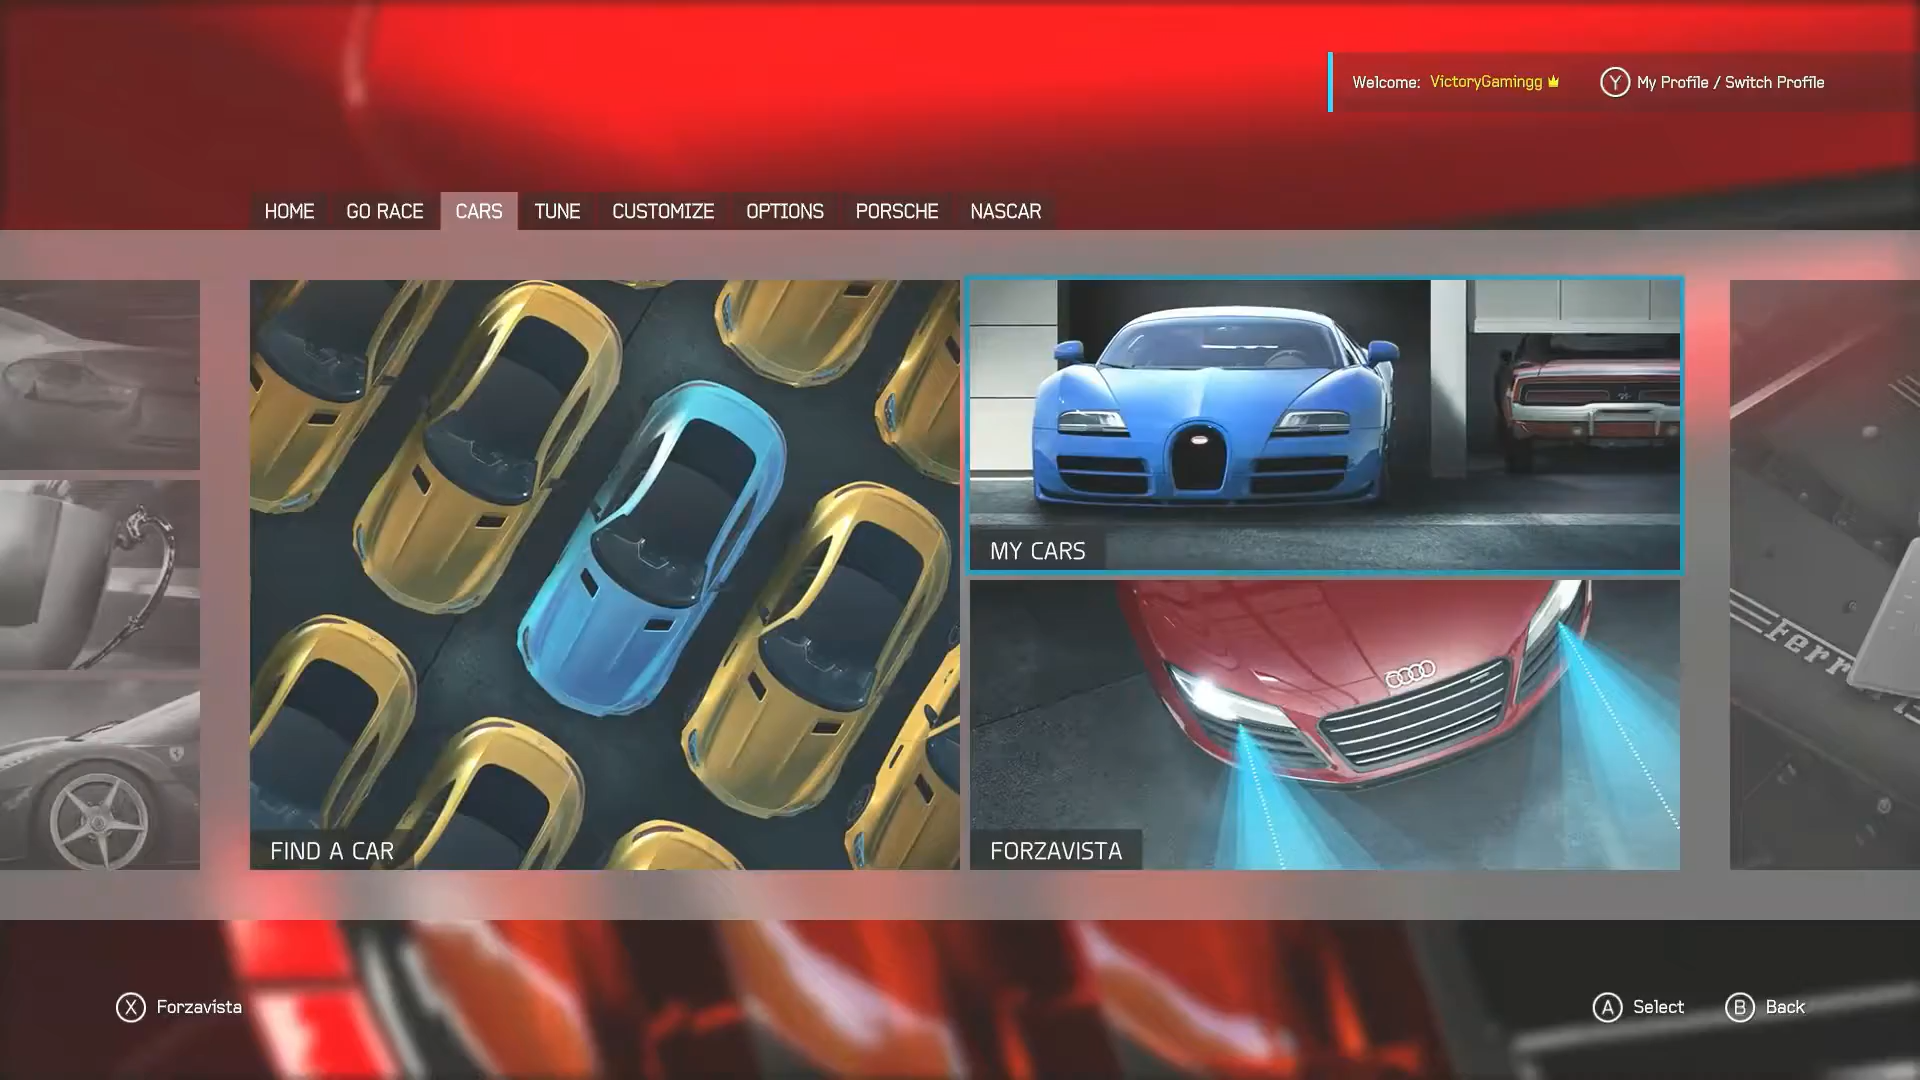 Welcome: VictoryGamingg
Y My Profile / Switch Profile
HOME GO RACE CARS TUNE CUSTOMIZE OPTIONS PORSCHE NASCAR
MY CARS
Ferr
FIND A CAR
FORZAVISTA
X Forzavista
A Select
B Back